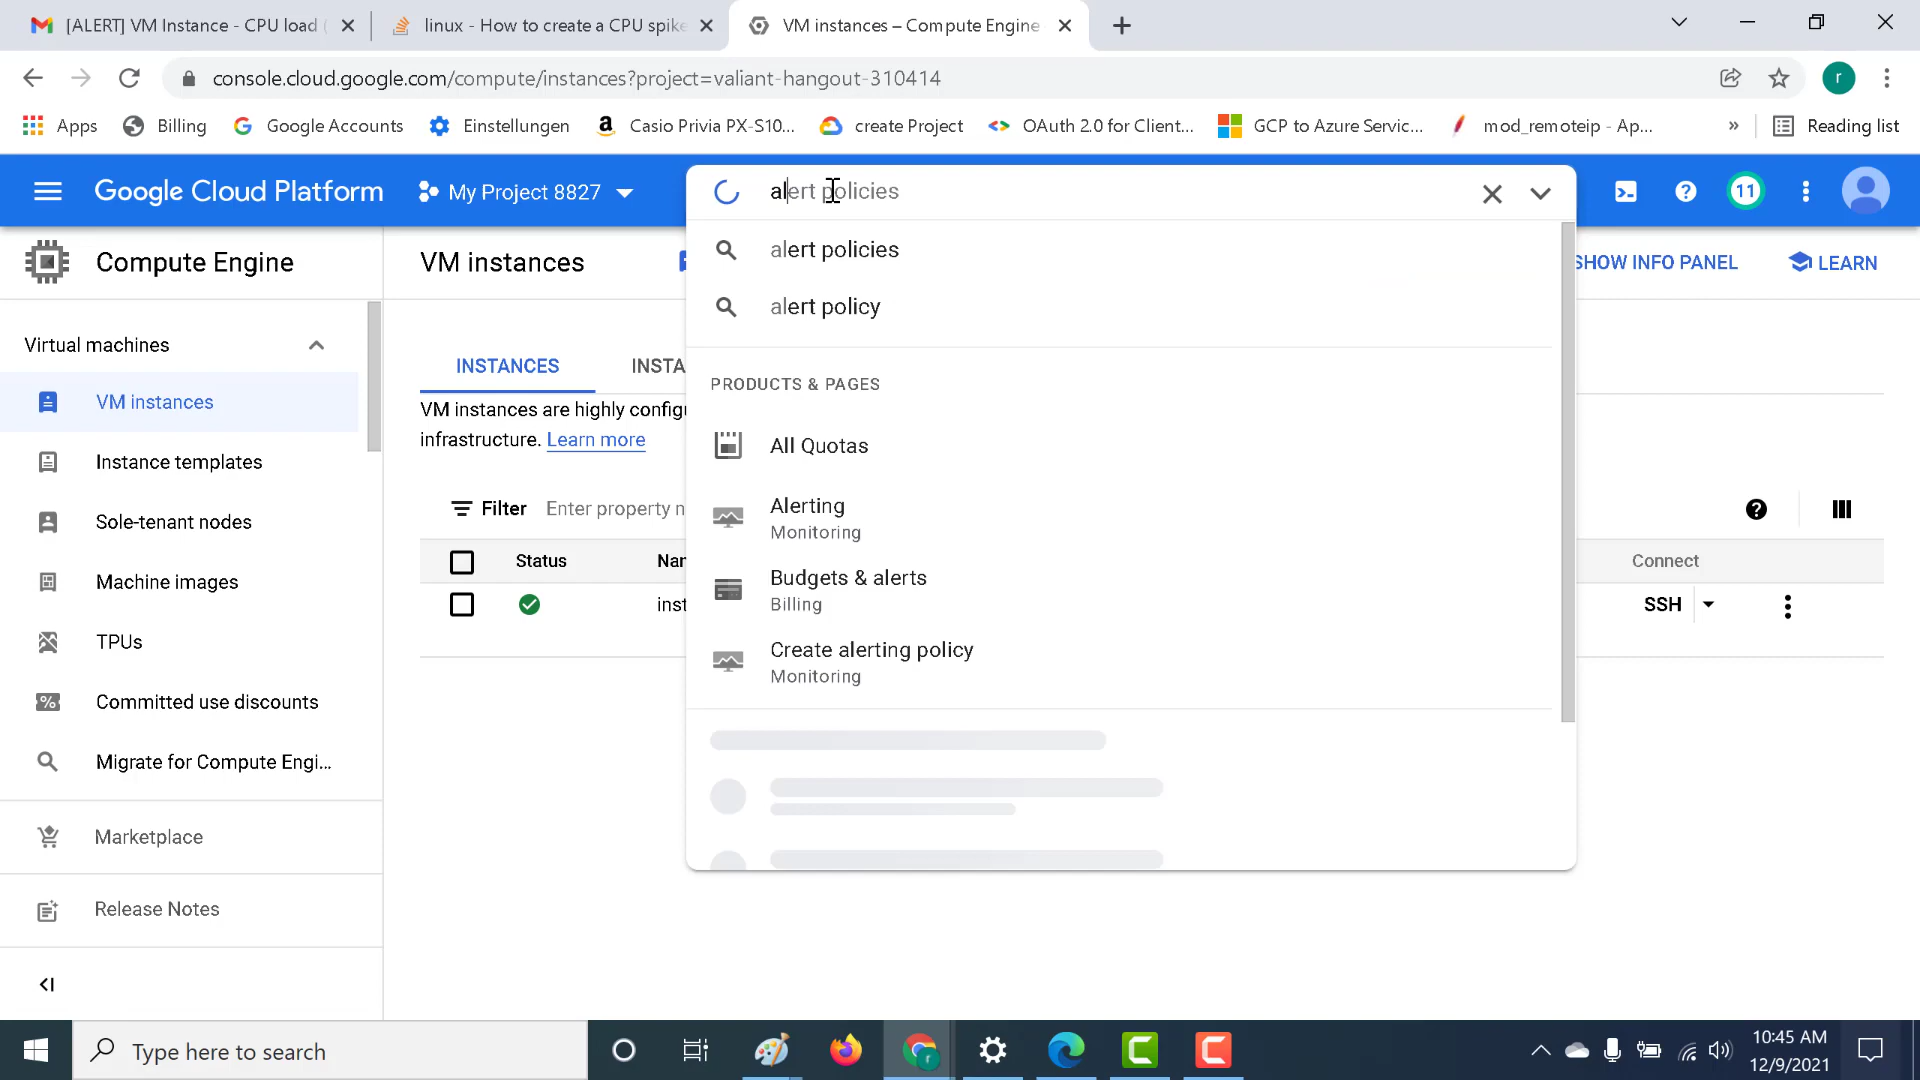 [ALERT] VM Instance - CPU load (
linux - How to create a CPU spike
VM instances – Compute Engine
console.cloud.google.com/compute/instances?project=valiant-hangout-310414
r
Apps
Billing
Google Accounts
Einstellungen
Casio Privia PX-S10...
create Project
OAuth 2.0 for Client...
GCP to Azure Servic...
mod_remoteip - Ap...
»
Reading list
Google Cloud Platform
My Project 8827
alert policies
11
Compute Engine
VM instances
SHOW INFO PANEL
LEARN
alert policies
alert policy
Virtual machines
VM instances
Instance templates
Sole-tenant nodes
Machine images
TPUs
Committed use discounts
Migrate for Compute Engi...
Marketplace
Release Notes
INSTANCES
INSTA
VM instances are highly configu
infrastructure. Learn more
Filter Enter property n
Status
Nan
inst
PRODUCTS & PAGES
All Quotas
Alerting
Monitoring
Budgets & alerts
Billing
Create alerting policy
Monitoring
Connect
SSH
Type here to search
10:45 AM
12/9/2021